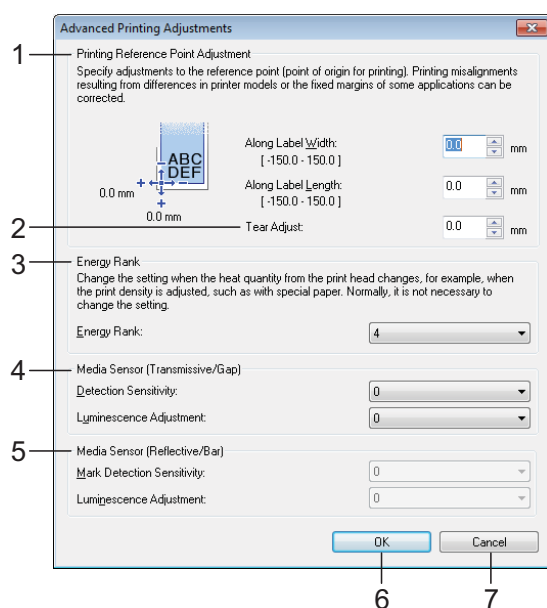 Advanced Printing Adjustments
1
Printing Reference Point Adjustment
Specify adjustments to the reference point (point of origin for printing). Printing misalignments
resulting from differences in printer models or the fixed margins of some applications can be
corrected.
ABC
DEF
0.0 mm
0.0 mm
Along Label Width:
[ -150.0 - 150.0 ]
0.0 mm
Along Label Length:
[ -150.0 - 150.0 ]
0.0 mm
2
Tear Adjust:
0.0 mm
3
Energy Rank
Change the setting when the heat quantity from the print head changes, for example, when
the print density is adjusted, such as with special paper. Normally, it is not necessary to
change the setting.
Energy Rank:
4
4
Media Sensor (Transmissive/Gap)
Detection Sensitivity:
0
Luminescence Adjustment:
0
5
Media Sensor (Reflective/Bar)
Mark Detection Sensitivity:
0
Luminescence Adjustment:
0
OK
Cancel
6
7